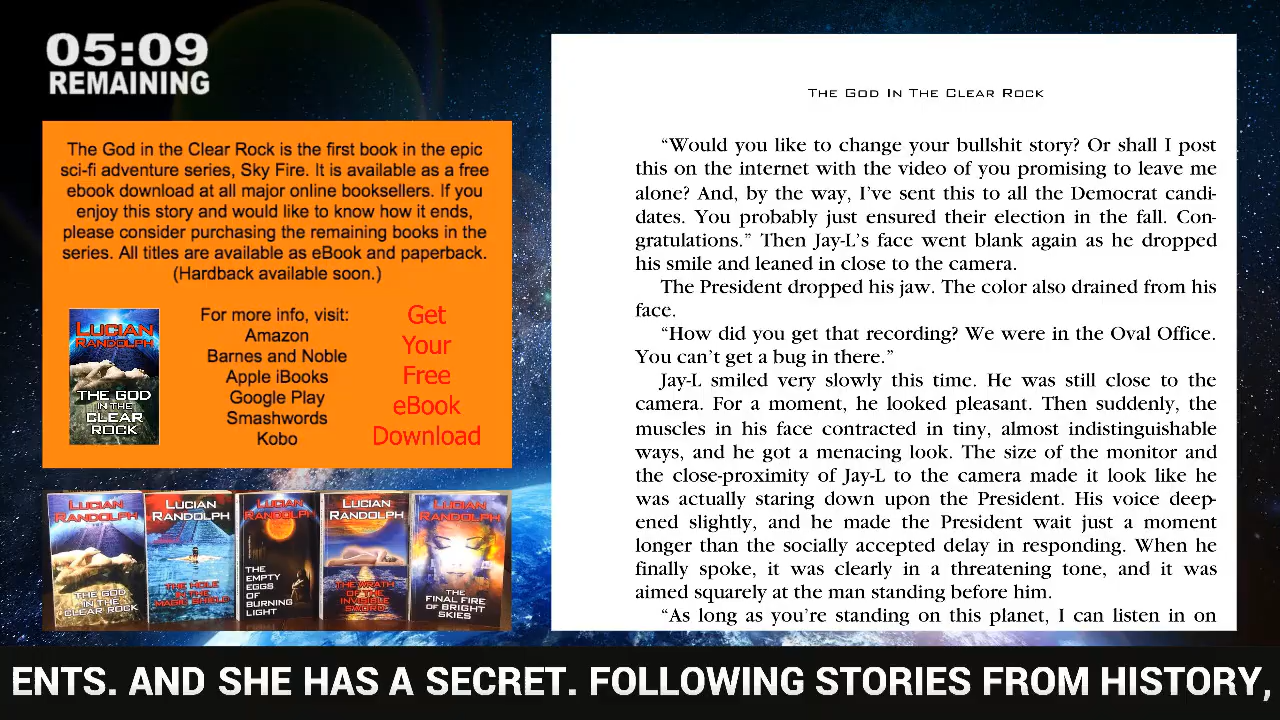 05:09
REMAINING
The God in the Clear Rock is the first book in the epic
sci-fi adventure series, Sky Fire. It is available as a free
ebook download at all major online booksellers. If you
enjoy this story and would like to know how it ends,
please consider purchasing the remaining books in the
series. All titles are available as eBook and paperback.
(Hardback available soon.)
LUCIAN
RANDOLPH
THE GOD
IN THE
CLEAR
ROCK
For more info, visit:
Amazon
Barnes and Noble
Apple iBooks
Google Play
Smashwords
Kobo
Get
Your
Free
eBook
Download
LUCIAN
RANDOLPH
THE GOD
IN THE
CLEAR ROCK
LUCIAN
RANDOLPH
THE HOLE
IN THE
MAGIC SHIELD
LUCIAN
RANDOLPH
THE
EMPTY
EGGS
OF
BURNING
LIGHT
LUCIAN
RANDOLPH
THE WRATH
OF THE
INVISIBLE
SWORD
LUCIAN
RANDOLPH
THE
FINAL FIRE
OF BRIGHT
SKIES
THE GOD IN THE CLEAR ROCK
“Would you like to change your bullshit story? Or shall I post
this on the internet with the video of you promising to leave me
alone? And, by the way, I’ve sent this to all the Democrat candi-
dates. You probably just ensured their election in the fall. Con-
gratulations.” Then Jay-L’s face went blank again as he dropped
his smile and leaned in close to the camera.
The President dropped his jaw. The color also drained from his
face.
“How did you get that recording? We were in the Oval Office.
You can’t get a bug in there.”
Jay-L smiled very slowly this time. He was still close to the
camera. For a moment, he looked pleasant. Then suddenly, the
muscles in his face contracted in tiny, almost indistinguishable
ways, and he got a menacing look. The size of the monitor and
the close-proximity of Jay-L to the camera made it look like he
was actually staring down upon the President. His voice deep-
ened slightly, and he made the President wait just a moment
longer than the socially accepted delay in responding. When he
finally spoke, it was clearly in a threatening tone, and it was
aimed squarely at the man standing before him.
“As long as you’re standing on this planet, I can listen in on
ENTS. AND SHE HAS A SECRET. FOLLOWING STORIES FROM HISTORY,